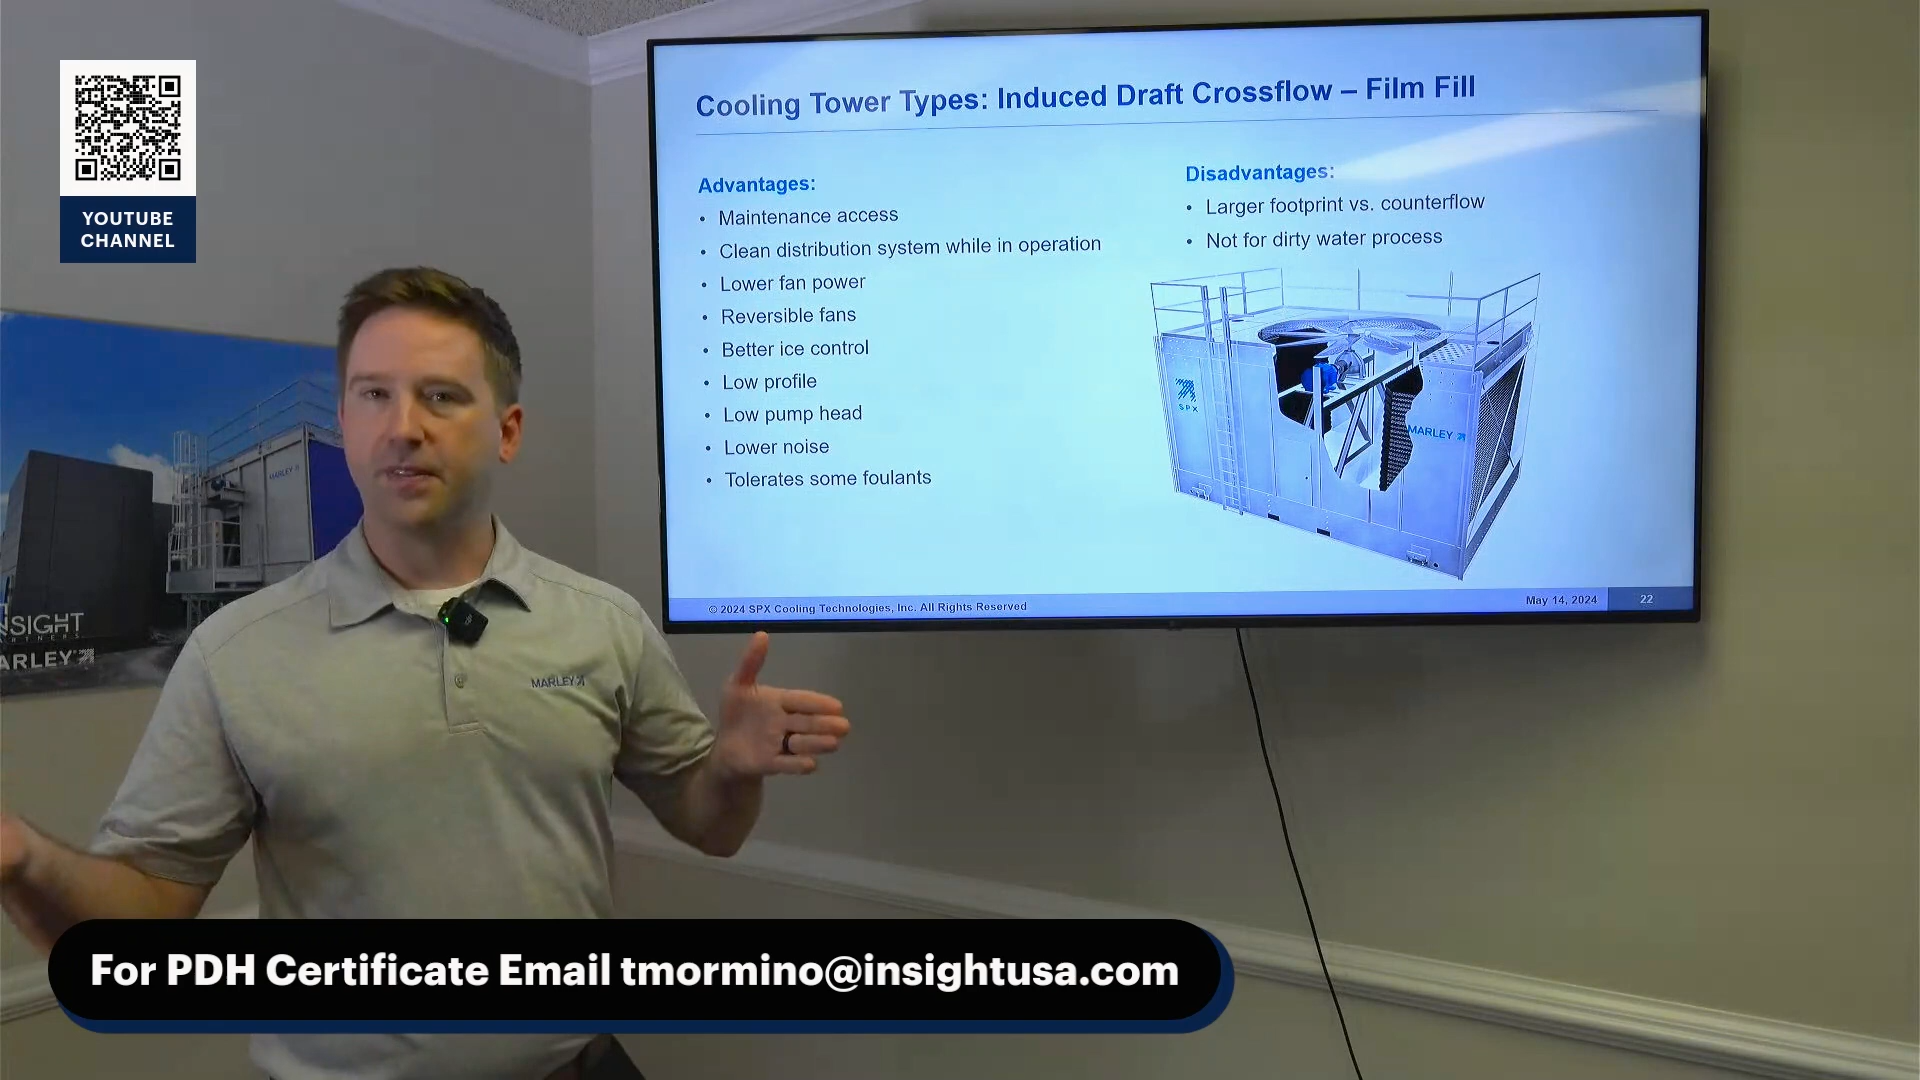 YOUTUBE
CHANNEL
Cooling Tower Types: Induced Draft Crossflow – Film Fill
Advantages:
• Maintenance access
• Clean distribution system while in operation
• Lower fan power
• Reversible fans
• Better ice control
• Low profile
• Low pump head
• Lower noise
• Tolerates some foulants
Disadvantages:
• Larger footprint vs. counterflow
• Not for dirty water process
SPX
MARLEY
© 2024 SPX Cooling Technologies, Inc. All Rights Reserved
May 14, 2024
22
MARLEY
NSIGHT
ARTNERS
ARLEY
MARLEY
For PDH Certificate Email tmormino@insightusa.com